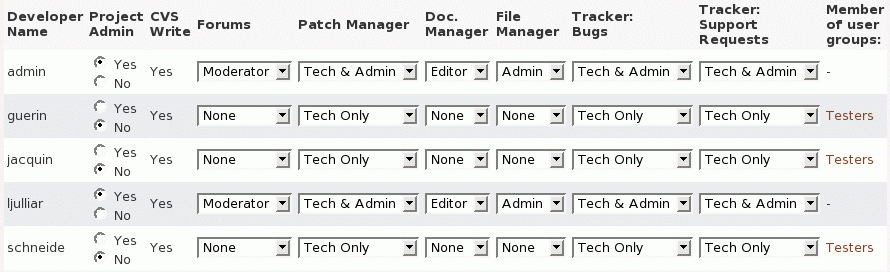 Developer Name Project Admin CVS Write Forums Patch Manager Doc. Manager File Manager Tracker: Bugs Tracker: Support Requests Member of user groups:
admin Yes No Yes Moderator Tech & Admin Editor Admin Tech & Admin Tech & Admin -
guerin Yes No Yes None Tech Only None None Tech Only Tech Only Testers
jacquin Yes No Yes None Tech Only None None Tech Only Tech Only Testers
ljulliar Yes No Yes Moderator Tech & Admin Editor Admin Tech & Admin Tech & Admin -
schneide Yes No Yes None Tech Only None None Tech Only Tech Only Testers